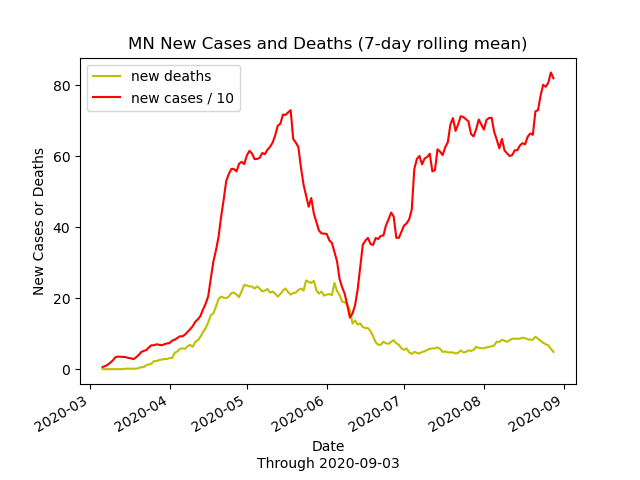 MN New Cases and Deaths (7-day rolling mean)
new deaths
new cases / 10
New Cases or Deaths
80
60
40
20
0
2020-03
2020-04
2020-05
2020-06
2020-07
2020-08
2020-09
Date
Through 2020-09-03